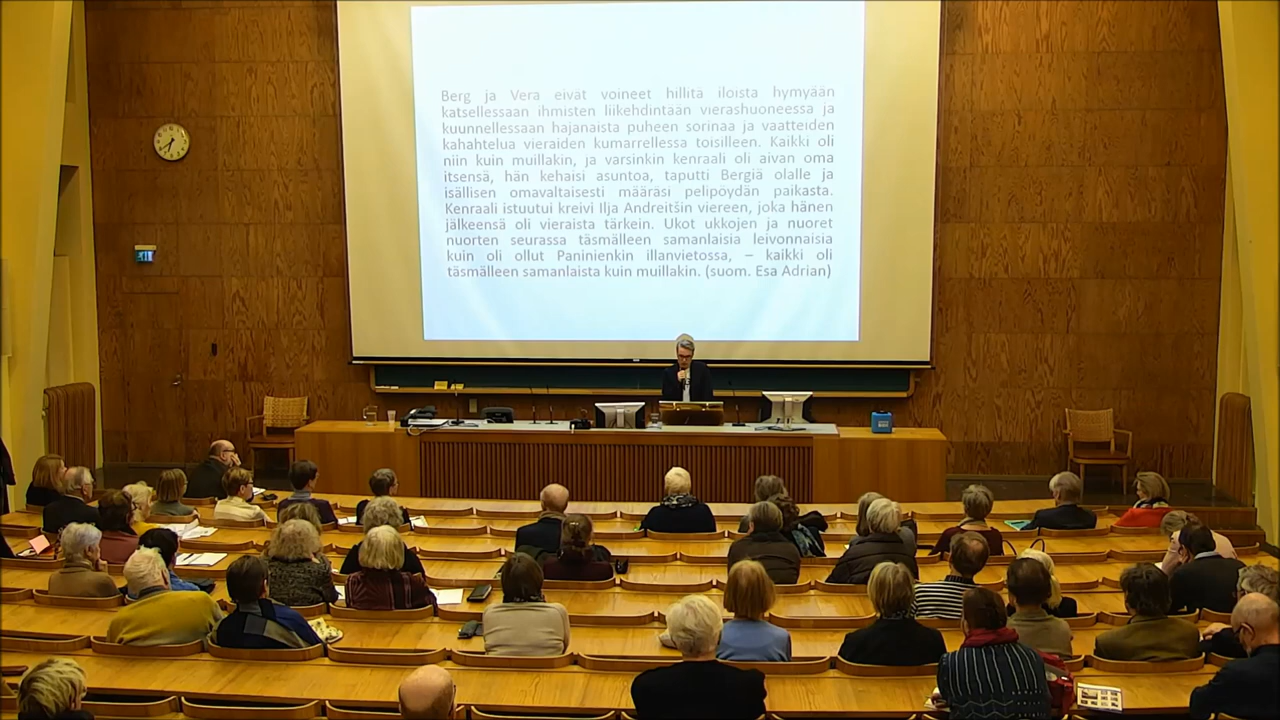 Berg ja Vera eivät voineet hillitä iloista hymyään
katsellessaan ihmisten liikehdintään vierashuoneessa ja
kuunnellessaan hajanaista puheen sorinaa ja vaatteiden
kahahtelua vieraiden kumarrellessa toisilleen. Kaikki oli
niin kuin muillakin, ja varsinkin kenraali oli aivan oma
itsensä, hän kehaisi asuntoa, taputti Bergiä olalle ja
isällisen omavaltaisesti määräsi pelipöydän paikasta.
Kenraali istuutui kreivi Ilja Andreitšin viereen, joka hänen
jälkeensä oli vieraista tärkein. Ukot ukkojen ja nuoret
nuorten seurassa täsmälleen samanlaisia leivonnaisia
kuin oli ollut Paninienkin illanvietossa, – kaikki oli
täsmälleen samanlaista kuin muillakin. (suom. Esa Adrian)